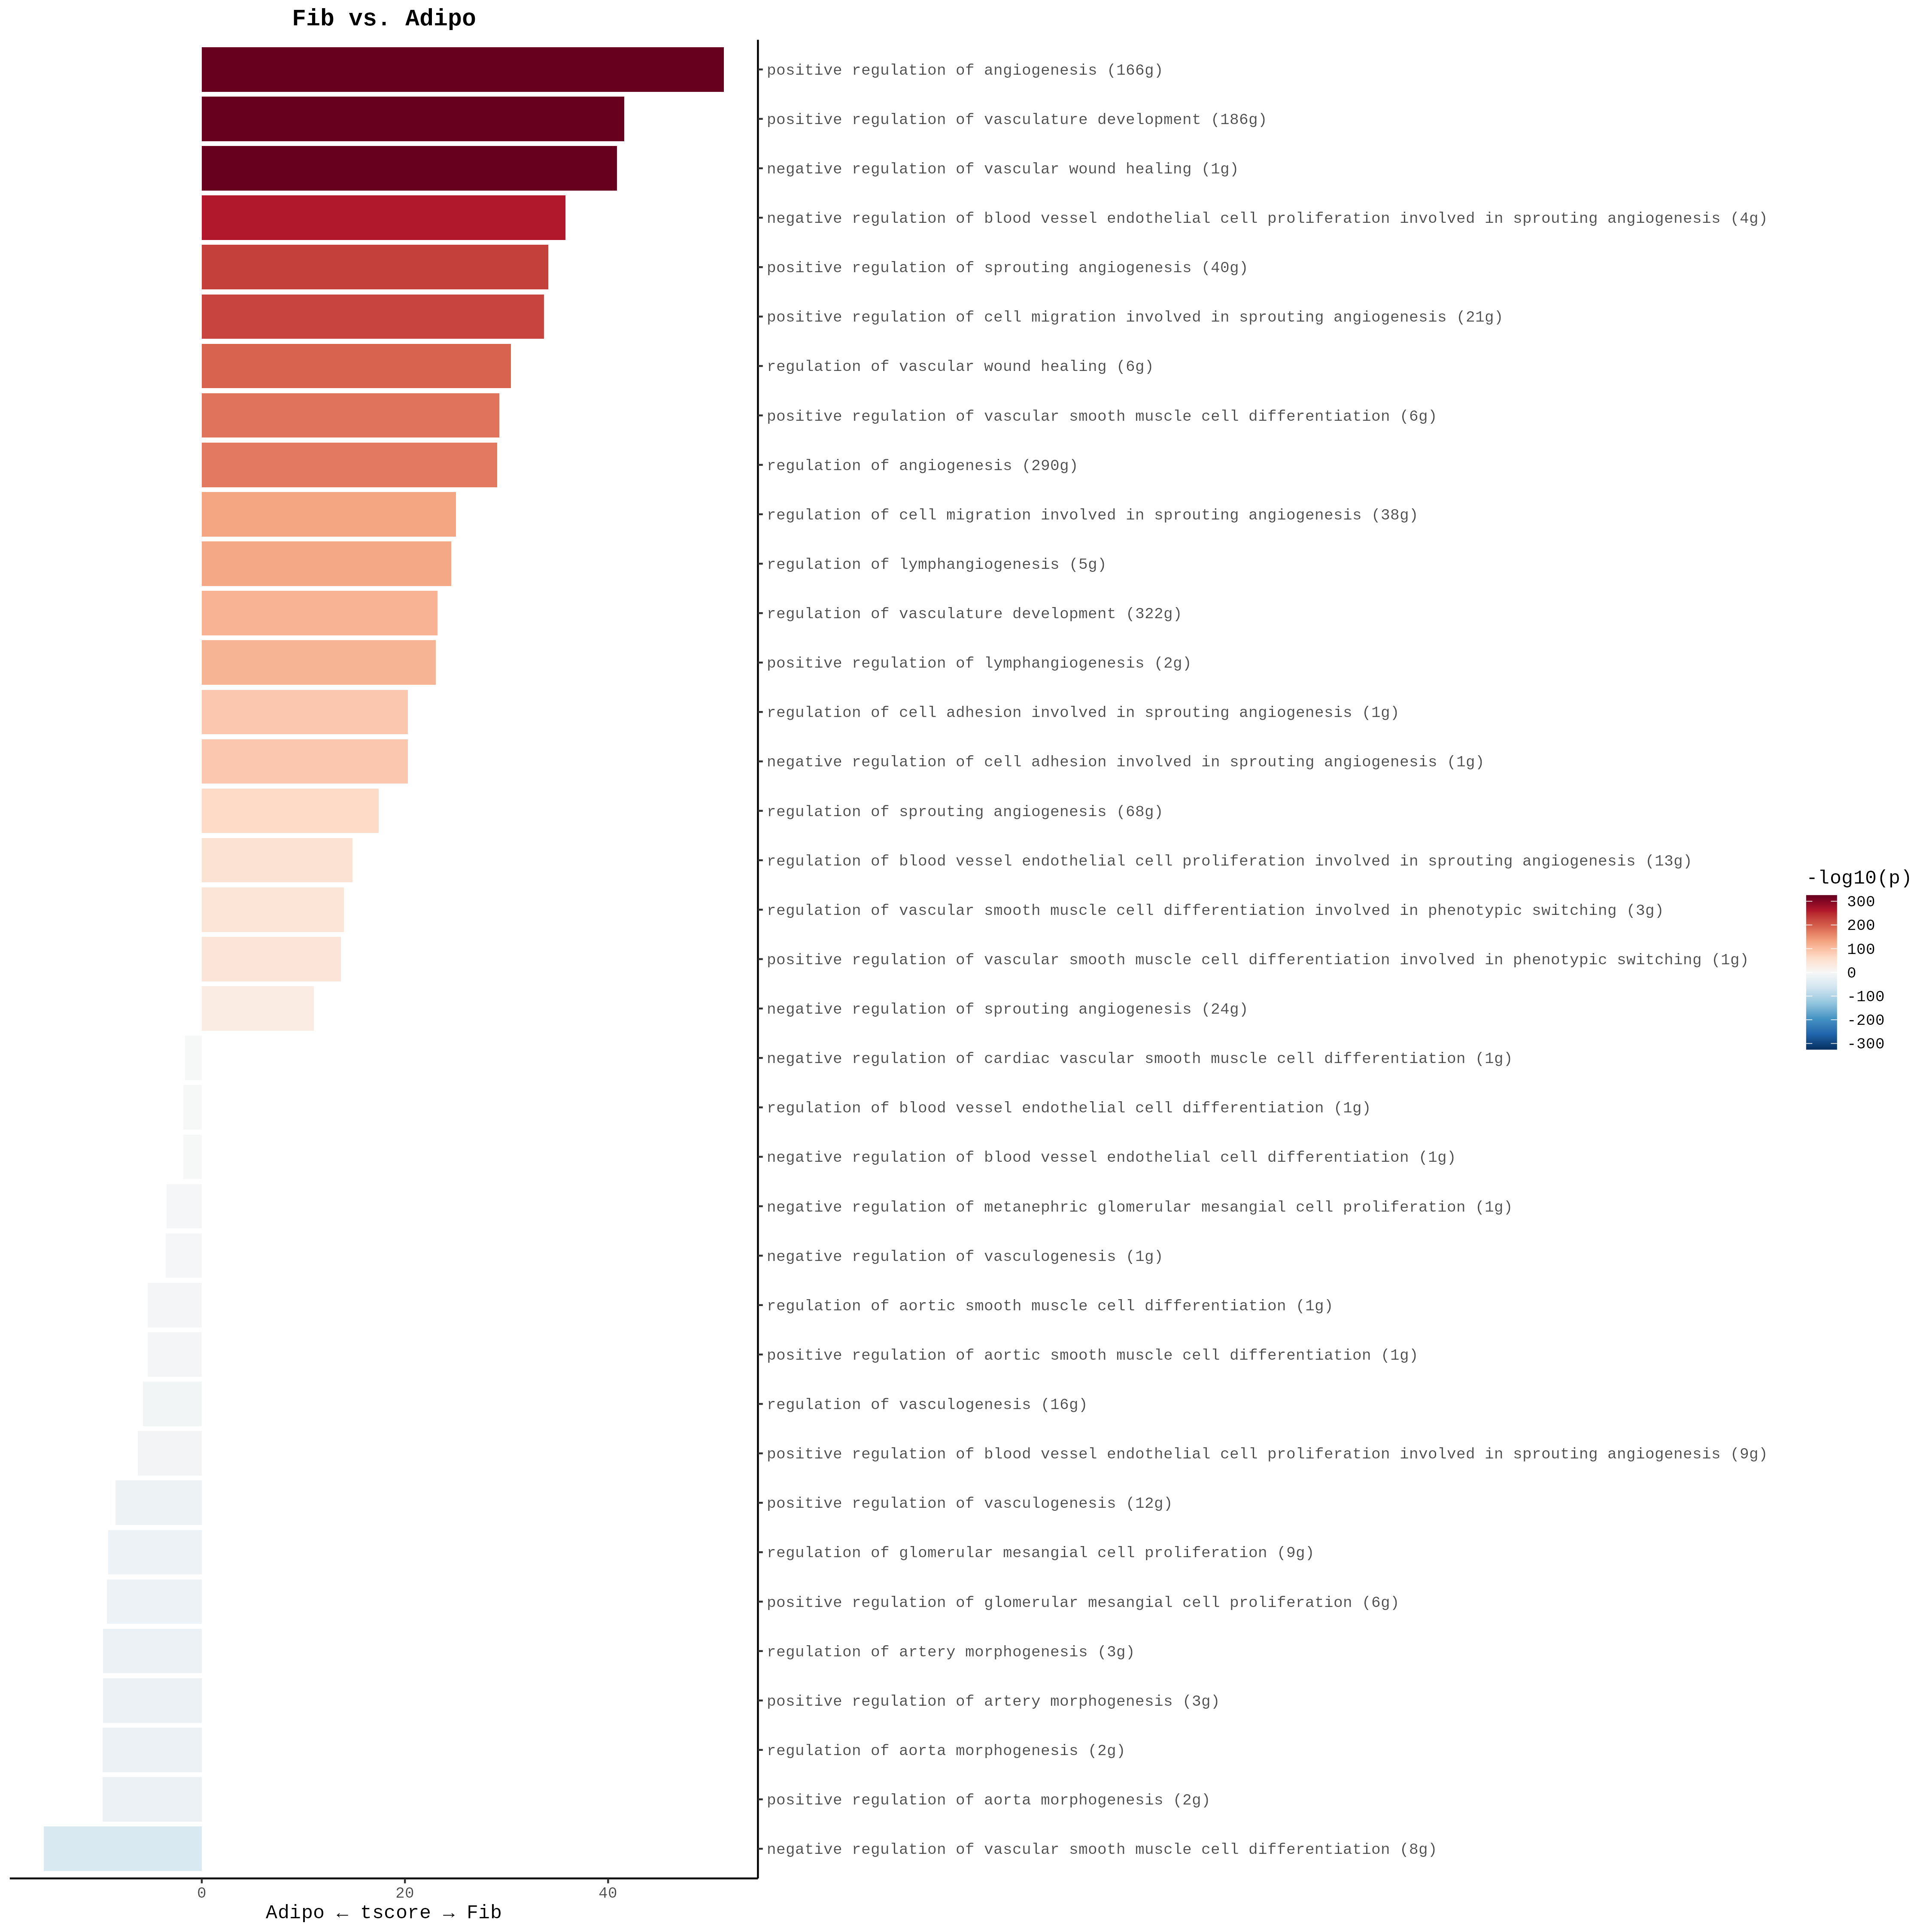 Fib vs. Adipo
positive regulation of angiogenesis (166g)
positive regulation of vasculature development (186g)
negative regulation of vascular wound healing (1g)
negative regulation of blood vessel endothelial cell proliferation involved in sprouting angiogenesis (4g)
positive regulation of sprouting angiogenesis (40g)
positive regulation of cell migration involved in sprouting angiogenesis (21g)
regulation of vascular wound healing (6g)
positive regulation of vascular smooth muscle cell differentiation (6g)
regulation of angiogenesis (290g)
regulation of cell migration involved in sprouting angiogenesis (38g)
regulation of lymphangiogenesis (5g)
regulation of vasculature development (322g)
positive regulation of lymphangiogenesis (2g)
regulation of cell adhesion involved in sprouting angiogenesis (1g)
negative regulation of cell adhesion involved in sprouting angiogenesis (1g)
regulation of sprouting angiogenesis (68g)
regulation of blood vessel endothelial cell proliferation involved in sprouting angiogenesis (13g)
regulation of vascular smooth muscle cell differentiation involved in phenotypic switching (3g)
positive regulation of vascular smooth muscle cell differentiation involved in phenotypic switching (1g)
negative regulation of sprouting angiogenesis (24g)
negative regulation of cardiac vascular smooth muscle cell differentiation (1g)
regulation of blood vessel endothelial cell differentiation (1g)
negative regulation of blood vessel endothelial cell differentiation (1g)
negative regulation of metanephric glomerular mesangial cell proliferation (1g)
negative regulation of vasculogenesis (1g)
regulation of aortic smooth muscle cell differentiation (1g)
positive regulation of aortic smooth muscle cell differentiation (1g)
regulation of vasculogenesis (16g)
positive regulation of blood vessel endothelial cell proliferation involved in sprouting angiogenesis (9g)
positive regulation of vasculogenesis (12g)
regulation of glomerular mesangial cell proliferation (9g)
positive regulation of glomerular mesangial cell proliferation (6g)
regulation of artery morphogenesis (3g)
positive regulation of artery morphogenesis (3g)
regulation of aorta morphogenesis (2g)
positive regulation of aorta morphogenesis (2g)
negative regulation of vascular smooth muscle cell differentiation (8g)
0 20 40
Adipo ← tscore → Fib
-log10(p)
300
200
100
0
-100
-200
-300